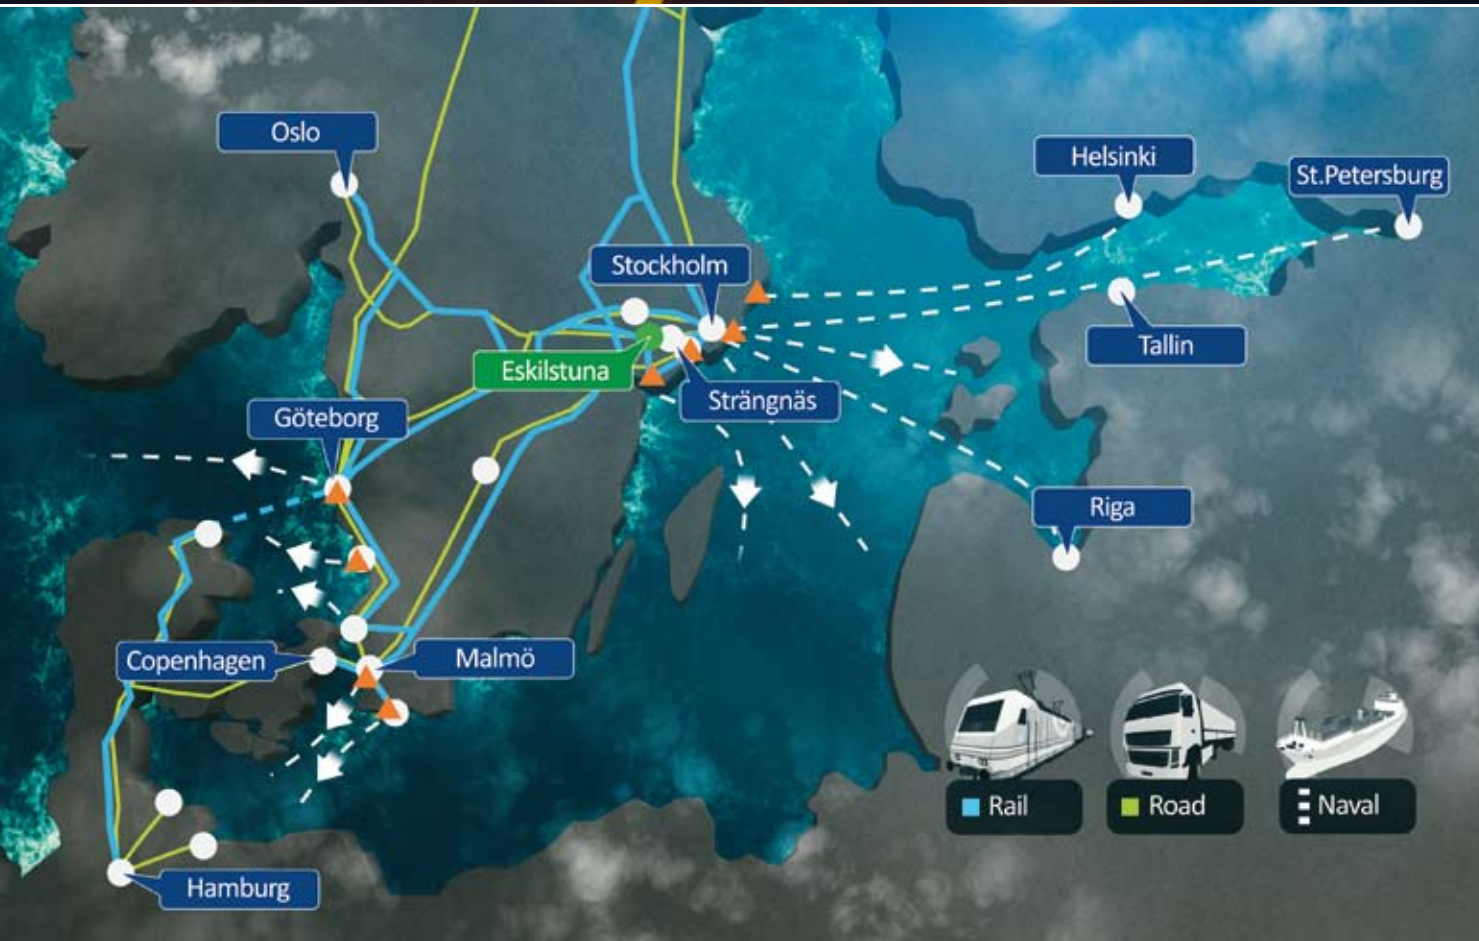 Oslo
Helsinki
St.Petersburg
Stockholm
Tallin
Eskilstuna
Strängnäs
Göteborg
Riga
Copenhagen
Malmö
Rail
Road
Naval
Hamburg